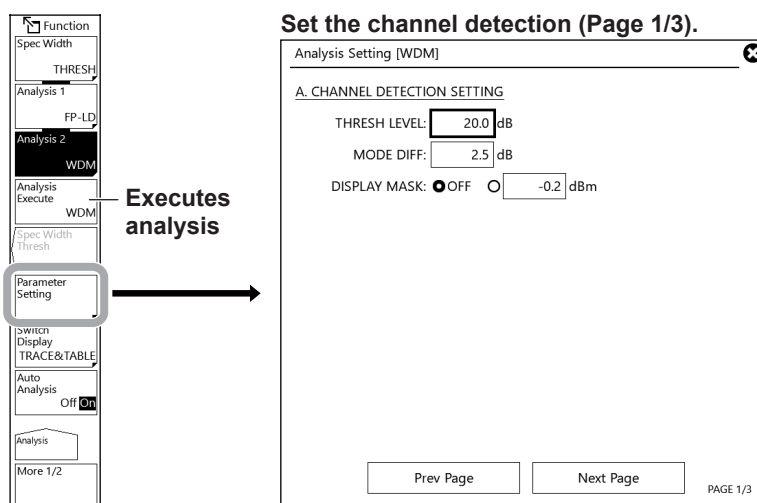 Function
Spec Width
THRESH
Analysis 1
FP-LD
Analysis 2
WDM
Analysis
Execute
WDM
Spec Width
Thresh
Parameter
Setting
Switch
Display
TRACE&TABLE
Auto
Analysis
Off On
Analysis
More 1/2
Executes
analysis
Set the channel detection (Page 1/3).
Analysis Setting [WDM]
A. CHANNEL DETECTION SETTING
THRESH LEVEL: 20.0 dB
MODE DIFF: 2.5 dB
DISPLAY MASK: OFF -0.2 dBm
Prev Page Next Page
PAGE 1/3